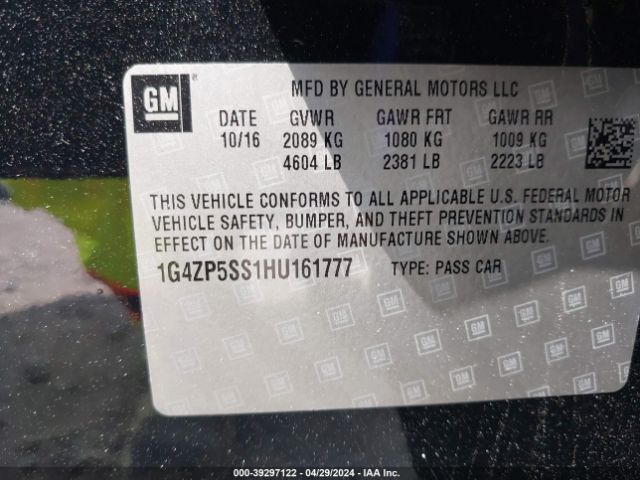 GM
MFD BY GENERAL MOTORS LLC
DATE GVWR GAWR FRT GAWR RR
10/16 2089 KG 1080 KG 1009 KG
4604 LB 2381 LB 2223 LB
THIS VEHICLE CONFORMS TO ALL APPLICABLE U.S. FEDERAL MOTOR
VEHICLE SAFETY, BUMPER, AND THEFT PREVENTION STANDARDS IN
EFFECT ON THE DATE OF MANUFACTURE SHOWN ABOVE.
1G4ZP5SS1HU161777 TYPE: PASS CAR
000-39297122 - 04/29/2024 - IAA Inc.